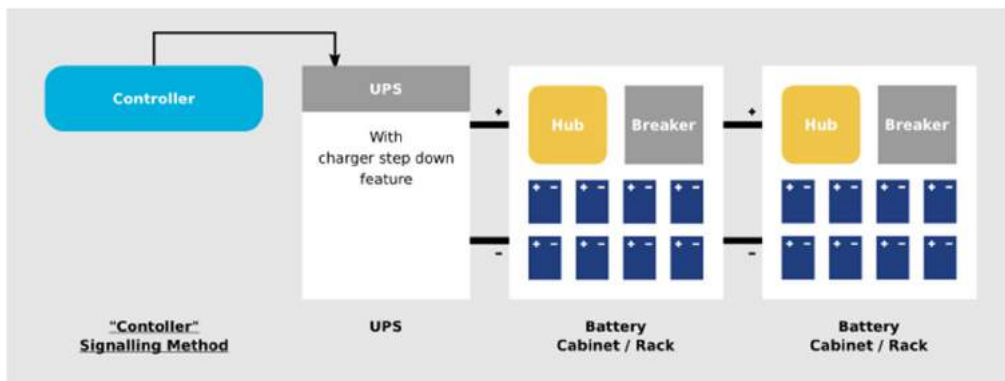 Controller
UPS
With
charger step down
feature
+
-
Hub
Breaker
+ - + - + - + -
+ - + - + - + -
+
-
Hub
Breaker
+ - + - + - + -
+ - + - + - + -
"Contoller"
Signalling Method
UPS
Battery
Cabinet / Rack
Battery
Cabinet / Rack